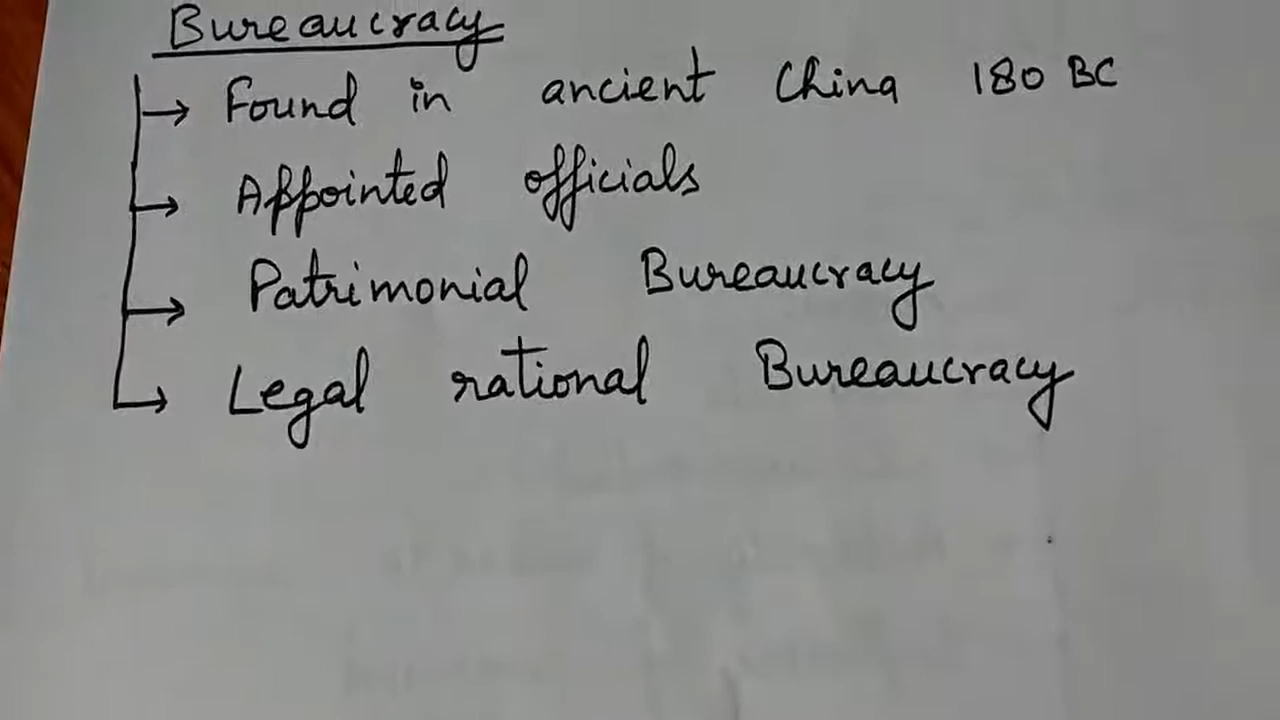 Bureaucracy
→ Found in ancient China 180 BC
→ Appointed officials
→ Patrimonial Bureaucracy
→ Legal rational Bureaucracy